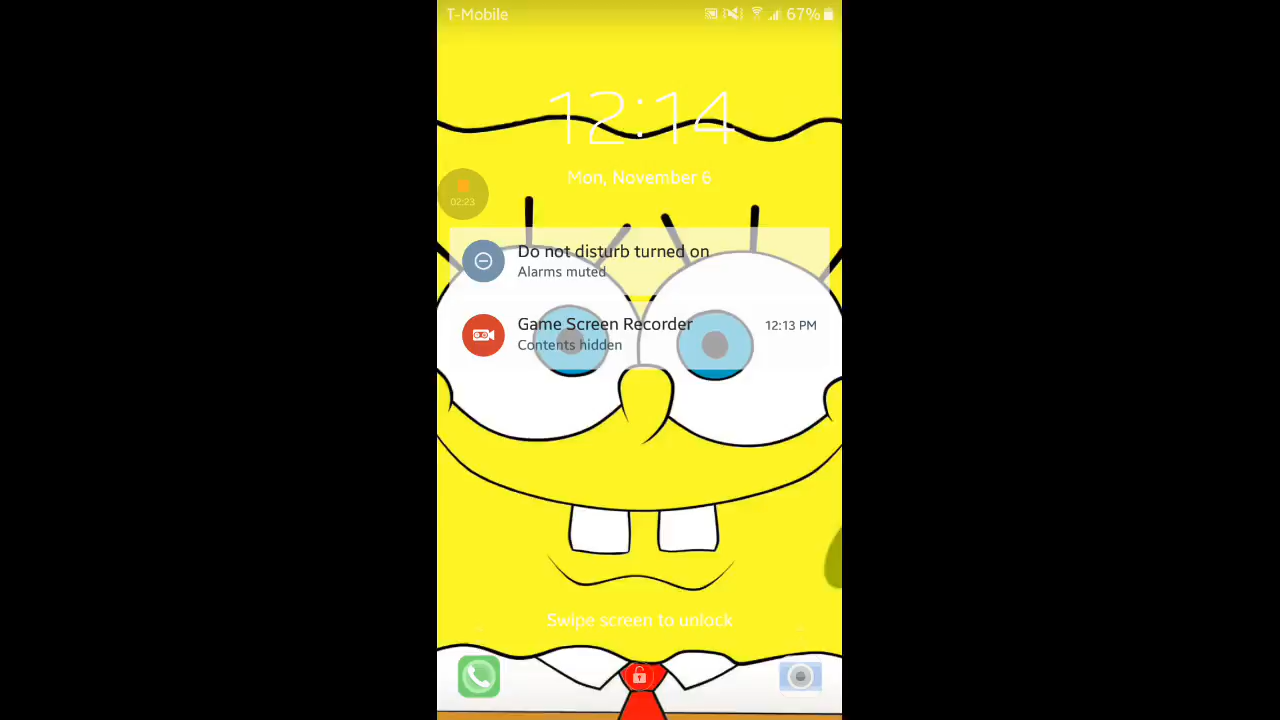 T-Mobile
67%
12:14
Mon, November 6
02:23
Do not disturb turned on
Alarms muted
Game Screen Recorder
12:13 PM
Contents hidden
Swipe screen to unlock